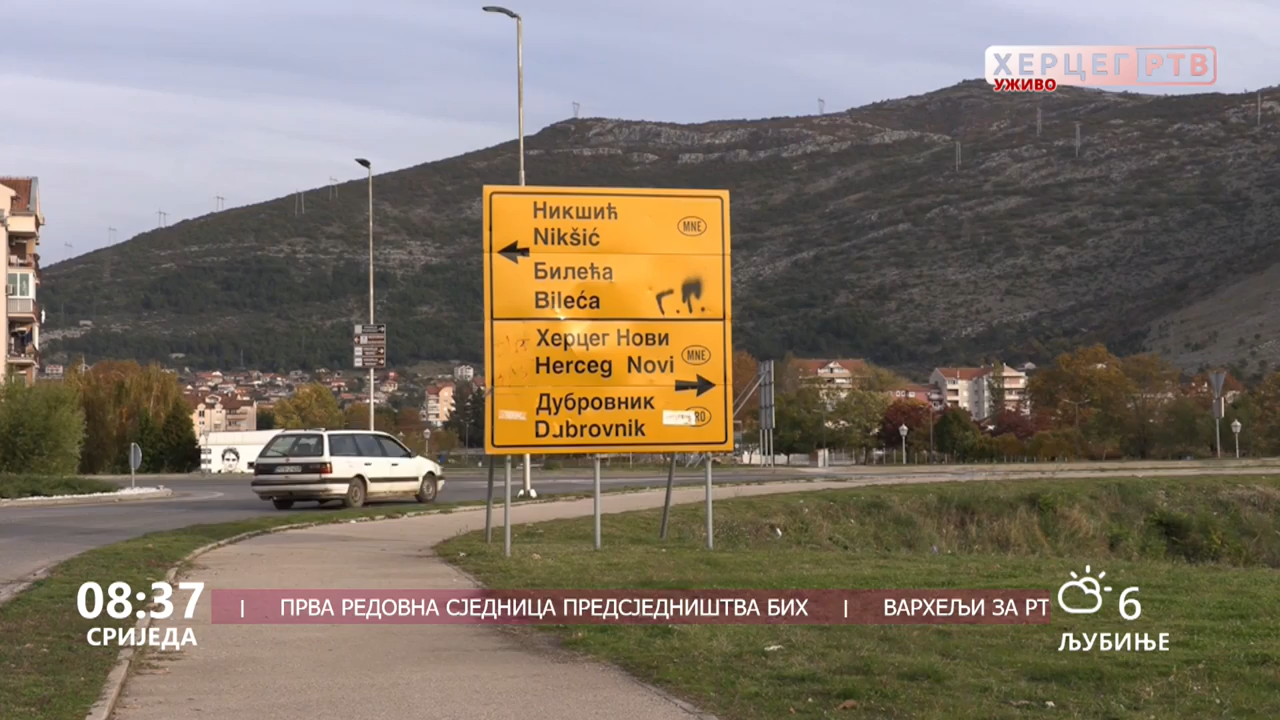 ХЕРЦЕГ РТВ
УЖИВО
Никшић
Nikšić
MNE
Билећа
Bileća
Г.П.
Херцег Нови
Herceg Novi
MNE
Дубровник
Dubrovnik
08:37
СРИЈЕДА
| ПРВА РЕДОВНА СЈЕДНИЦА ПРЕДСЈЕДНИШТВА БИХ | ВАРХЕЉИ ЗА РТ
6
ЉУБИЊЕ